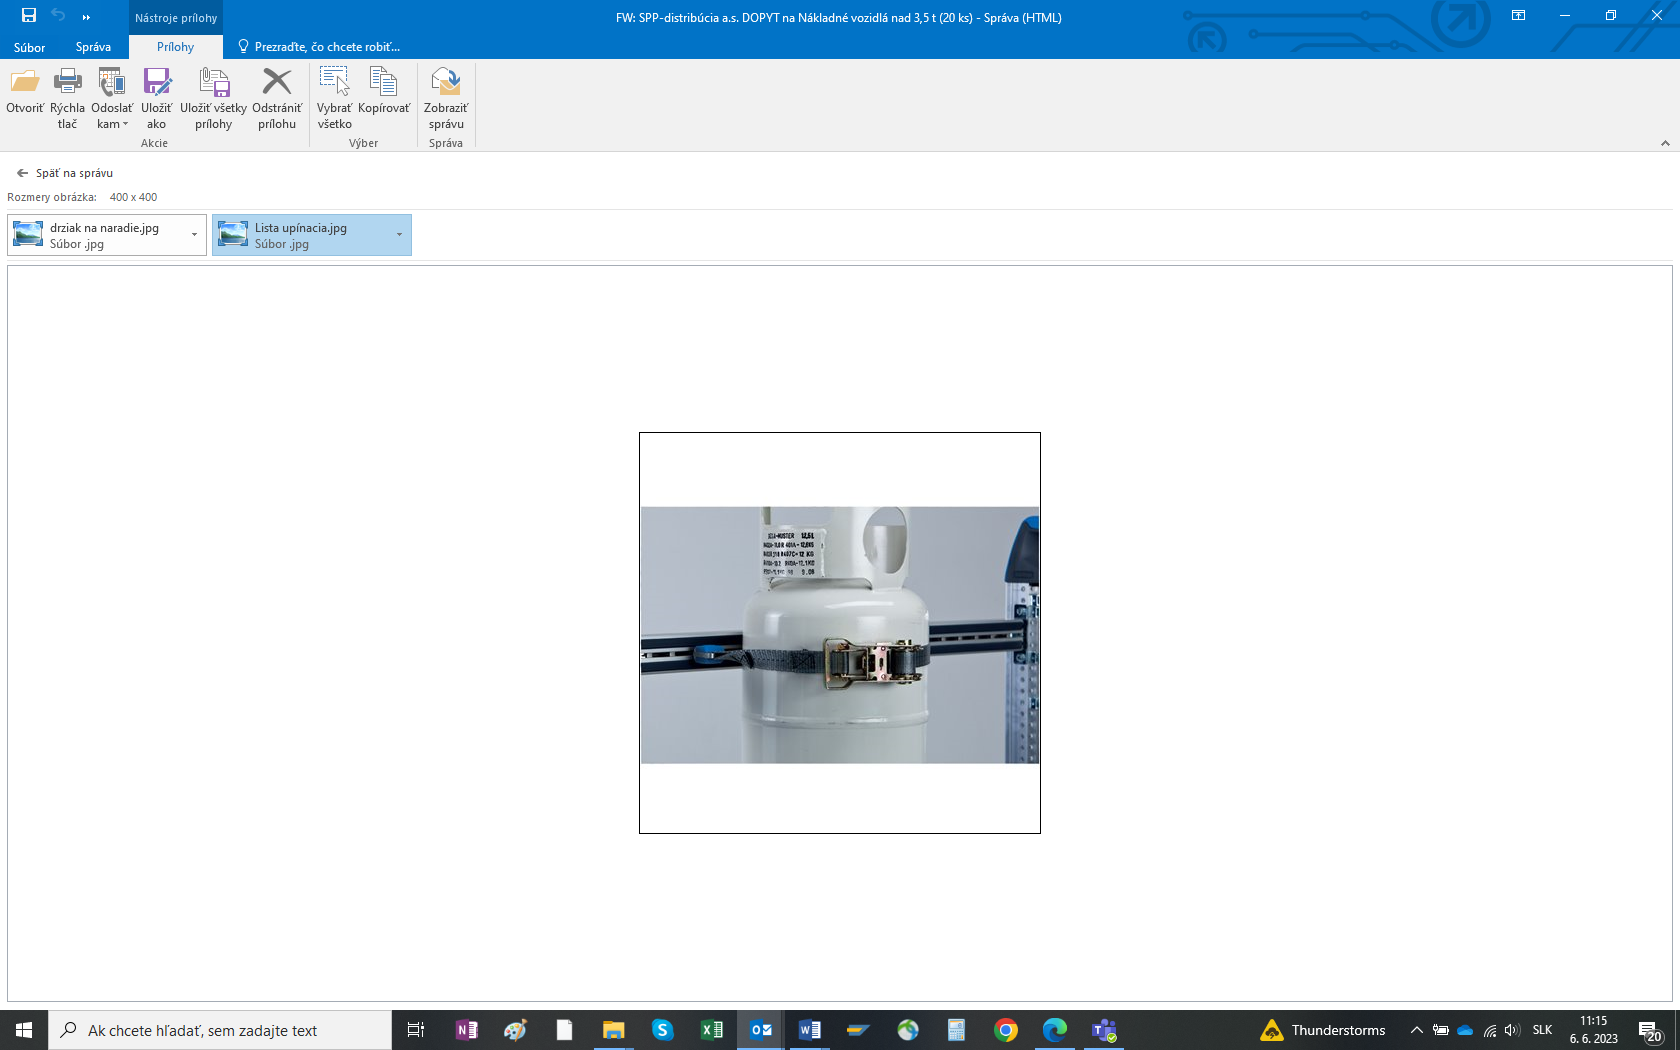 Nástroje prílohy
FW: SPP-distribúcia a.s. DOPYT na Nákladné vozidlá nad 3,5 t (20 ks) - Správa (HTML)
Súbor
Správa
Prílohy
Prezraďte, čo chcete robiť...
Otvoriť
Rýchla tlač
Odoslať kam
Uložiť ako
Uložiť všetky prílohy
Odstrániť prílohu
Vybrať všetko
Kopírovať
Zobraziť správu
Akcie
Výber
Správa
Späť na správu
Rozmery obrázka: 400 x 400
drziak na naradie.jpg
Súbor .jpg
Lista upínacia.jpg
Súbor .jpg
MUSTER 12,5L
Ak chcete hľadať, sem zadajte text
Thunderstorms
SLK
11:15
6. 6. 2023
20